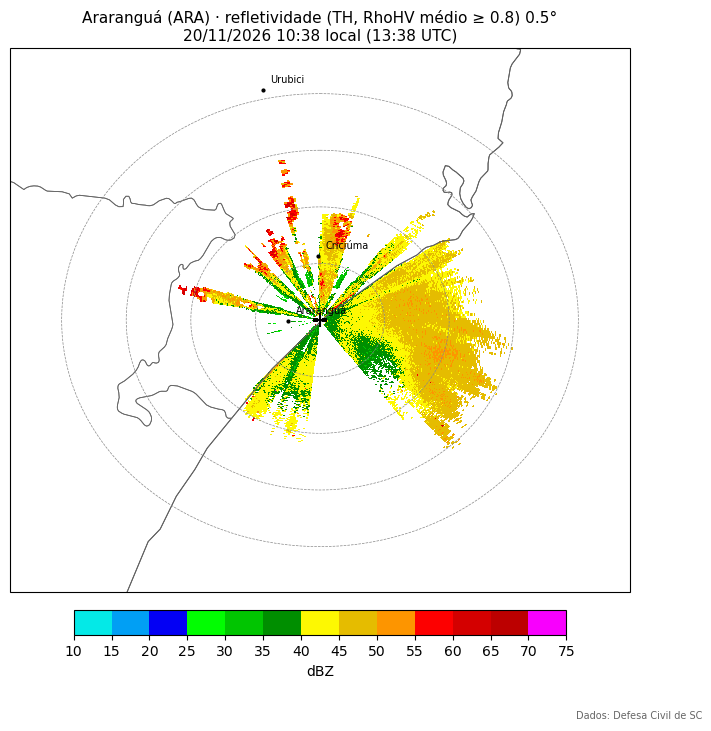 Araranguá (ARA) · refletividade (TH, RhoHV médio ≥ 0.8) 0.5°
20/11/2026 10:38 local (13:38 UTC)
Urubici
Criciúma
Araranguá
10 15 20 25 30 35 40 45 50 55 60 65 70 75
dBZ
Dados: Defesa Civil de SC